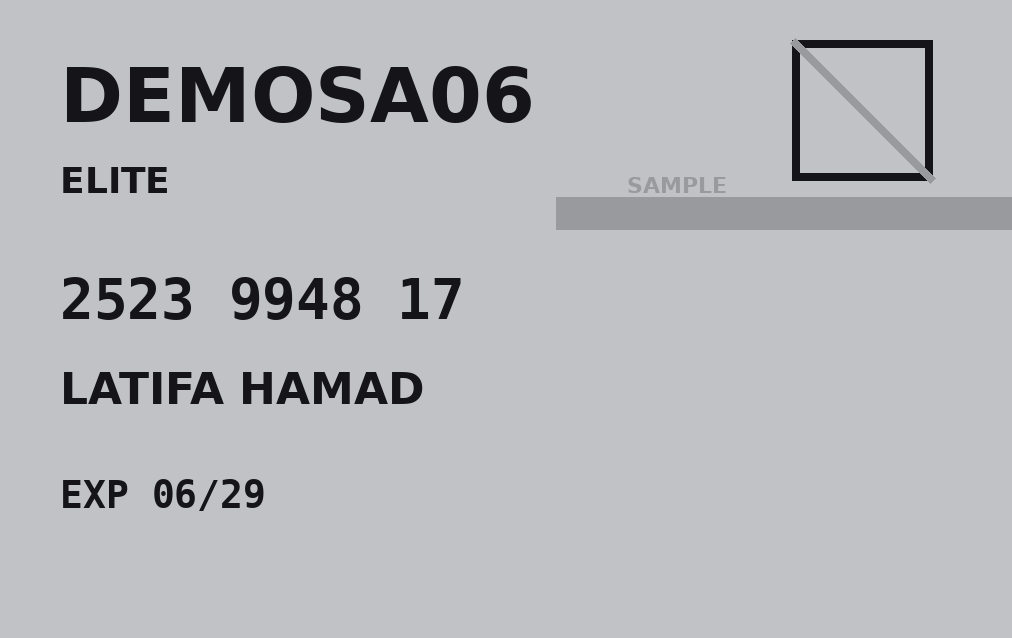 DEMOSA06
ELITE
SAMPLE
2523 9948 17
LATIFA HAMAD
EXP 06/29